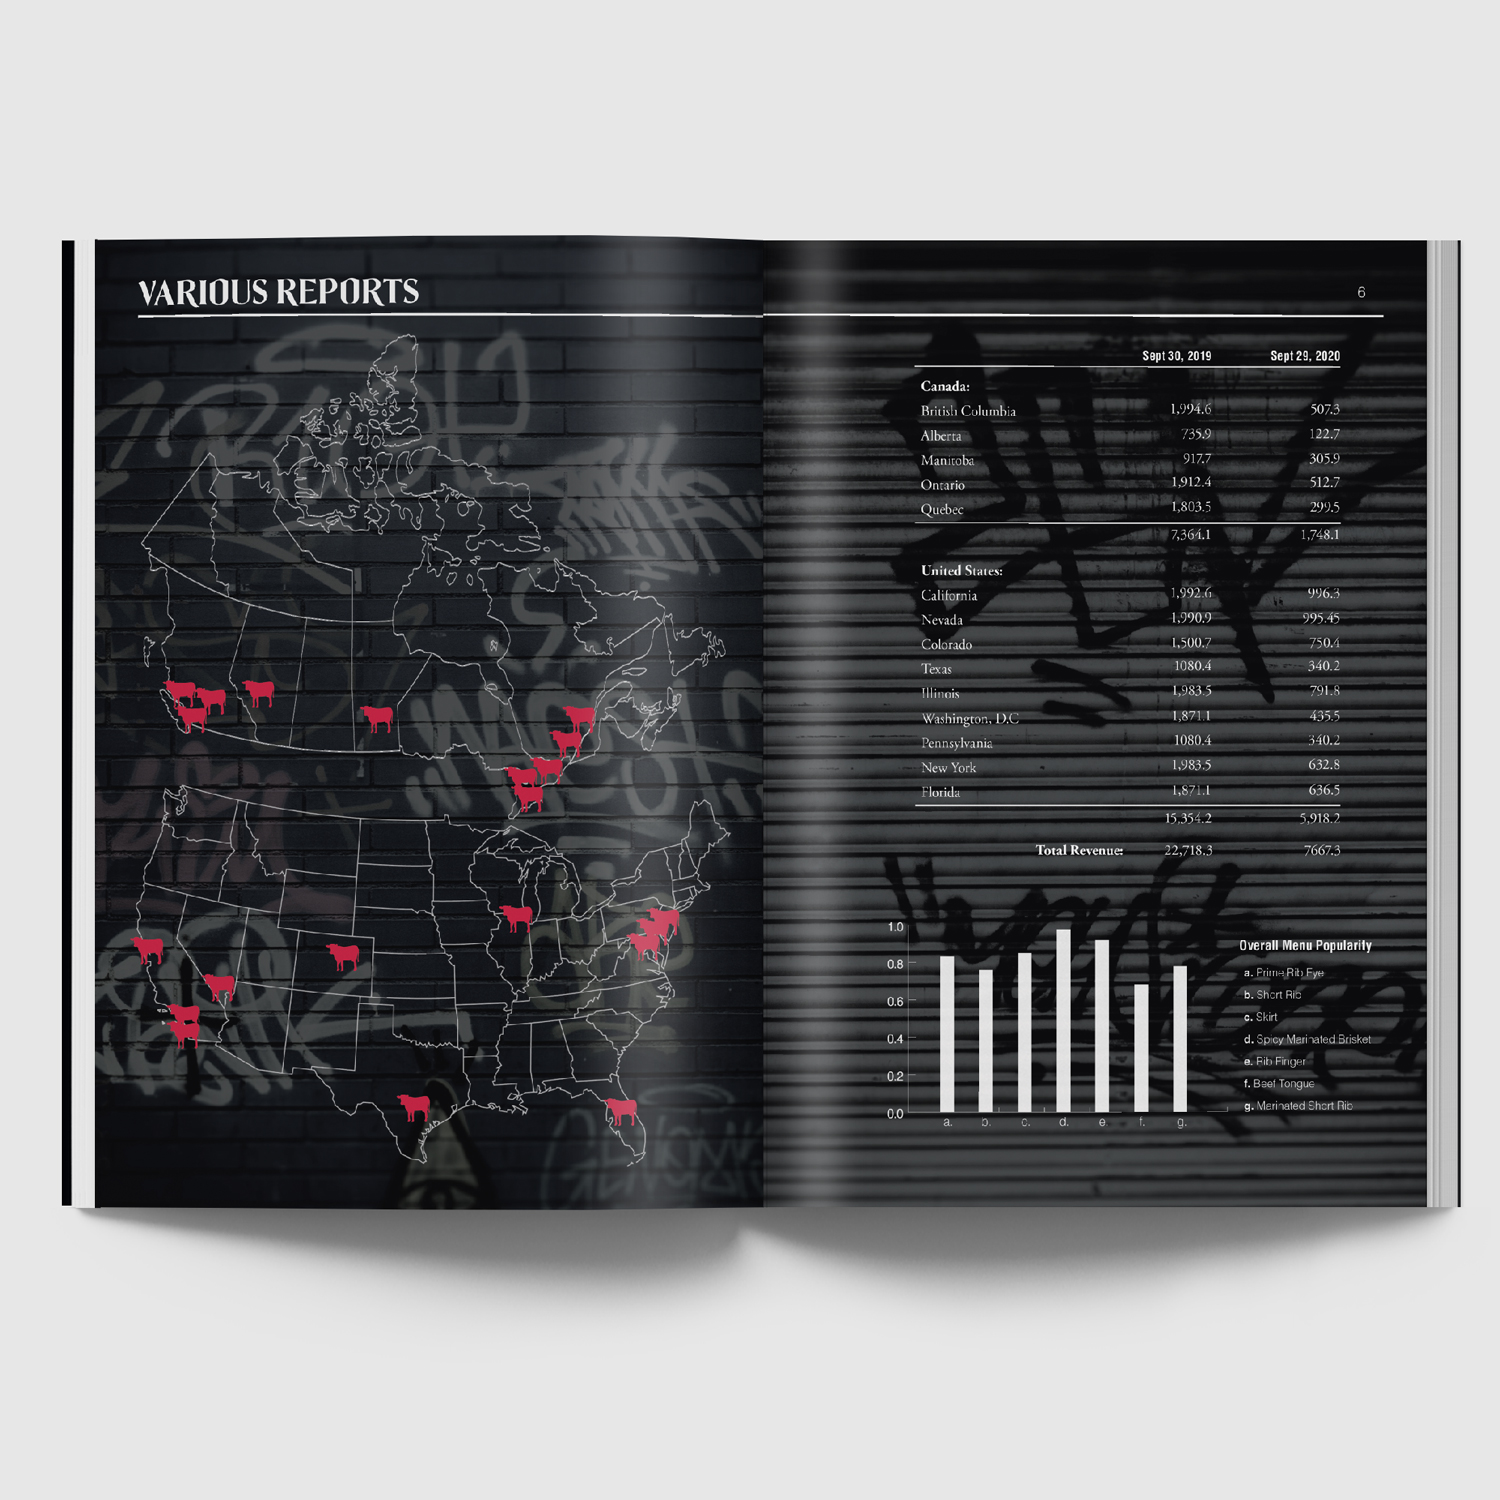 VARIOUS REPORTS
6
Sept 30, 2019 Sept 29, 2020
Canada:
British Columbia 1,994.6 507.3
Alberta 735.9 122.7
Manitoba 917.7 305.9
Ontario 1,912.4 512.7
Quebec 1,803.5 299.5
7,364.1 1,748.1
United States:
California 1,992.6 996.3
Nevada 1,990.9 995.45
Colorado 1,500.7 750.4
Texas 1080.4 340.2
Illinois 1,983.5 791.8
Washington, D.C 1,871.1 435.5
Pennsylvania 1080.4 340.2
New York 1,983.5 632.8
Florida 1,871.1 636.5
15,354.2 5,918.2
Total Revenue: 22,718.3 7667.3
1.0
0.8
0.6
0.4
0.2
0.0
a. b. c. d. e. f. g.
Overall Menu Popularity
a. Prime Rib Eye
b. Short Rib
c. Skirt
d. Spicy Marinated Brisket
e. Rib Finger
f. Beef Tongue
g. Marinated Short Rib